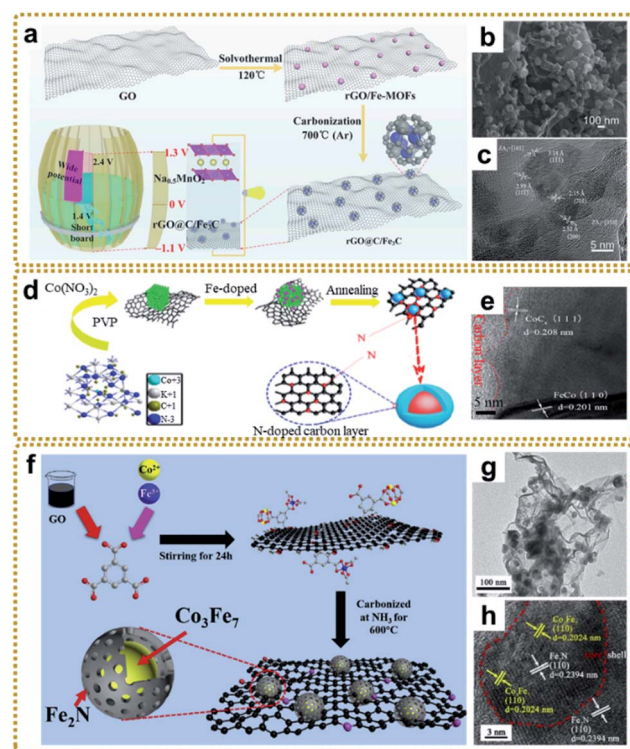 a
Solvothermal
120℃
GO
rGO/Fe-MOFs
Carbonization
700℃ (Ar)
Wide potential
2.4 V
1.3 V
Na0.5MnO2
0 V
1.4 V
Short
board
rGO@C/Fe3C
-1.1 V
rGO@C/Fe3C
b
100 nm
c
5 nm
d
Co(NO3)2
PVP
Fe-doped
Annealing
Co+3
K+1
C+1
N-3
N
N
N-doped carbon layer
e
CoCx (1 1 1)
d=0.208 nm
Carbon layer
FeCo (1 1 0)
d=0.201 nm
5 nm
f
Co2+
Fe3+
GO
Stirring for 24h
Carbonized
at NH3 for
600°C
Co3Fe7
Fe2N
g
100 nm
h
Co3Fe7
(110)
d=0.2024 nm
Fe2N
(110)
d=0.2394 nm
shell
Co3Fe7
(110)
d=0.2024 nm
Fe2N
(110)
d=0.2394 nm
3 nm